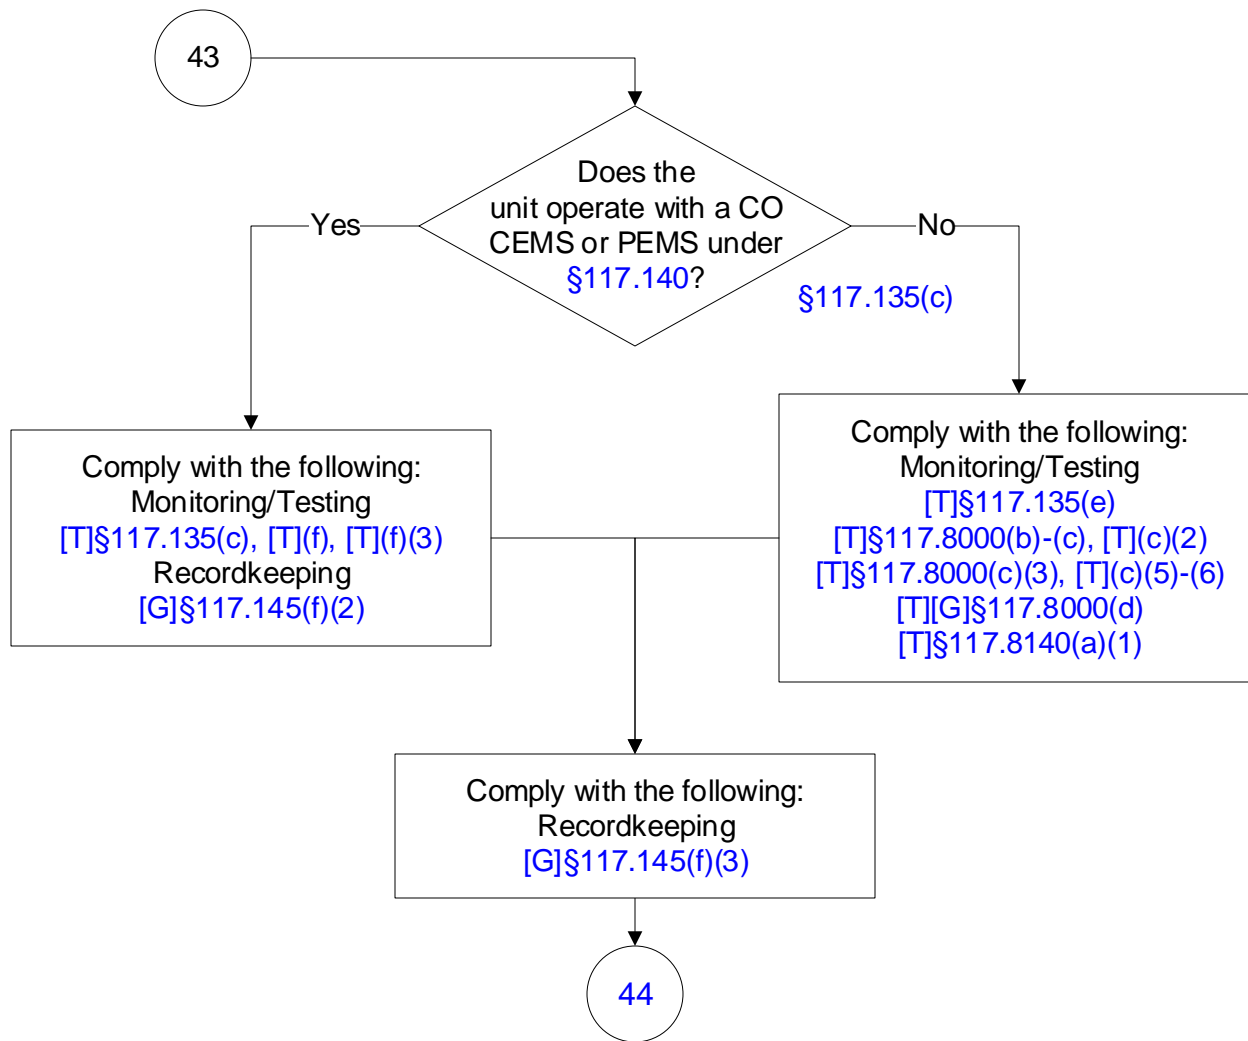 43
Does the
unit operate with a CO
CEMS or PEMS under
§117.140?
Yes
No
§117.135(c)
Comply with the following:
Monitoring/Testing
[T]§117.135(c), [T](f), [T](f)(3)
Recordkeeping
[G]§117.145(f)(2)
Comply with the following:
Monitoring/Testing
[T]§117.135(e)
[T]§117.8000(b)-(c), [T](c)(2)
[T]§117.8000(c)(3), [T](c)(5)-(6)
[T][G]§117.8000(d)
[T]§117.8140(a)(1)
Comply with the following:
Recordkeeping
[G]§117.145(f)(3)
44